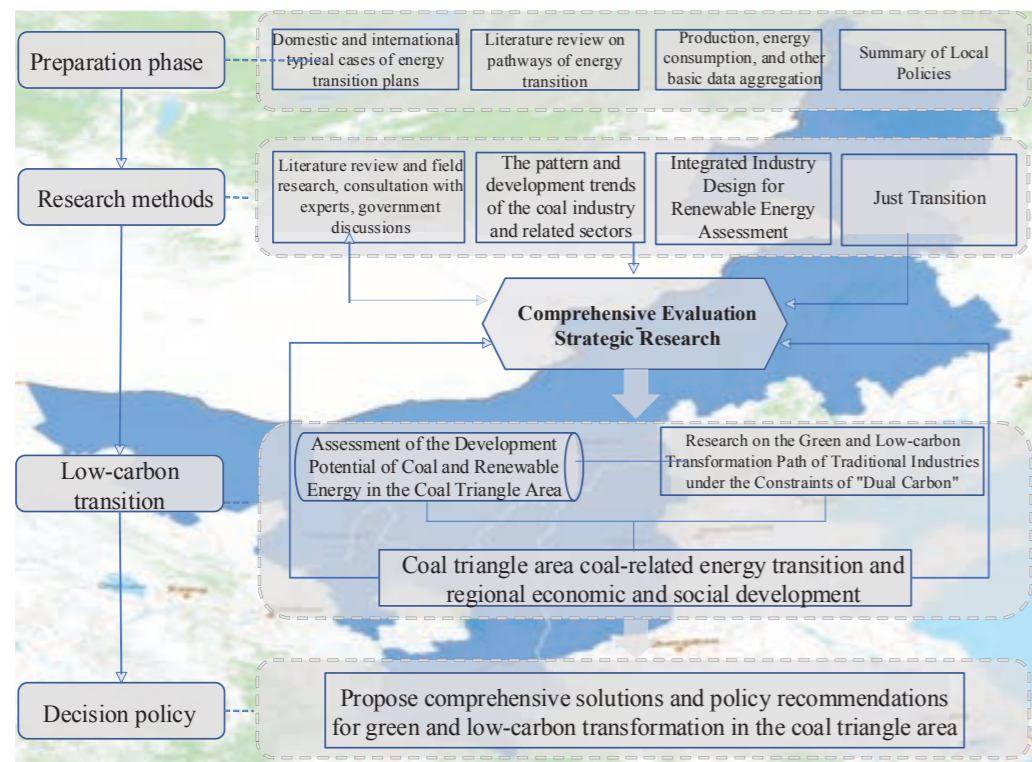 Preparation phase
Domestic and international
typical cases of energy
transition plans
Literature review on
pathways of energy
transition
Production, energy
consumption, and other
basic data aggregation
Summary of Local
Policies
Research methods
Literature review and field
research, consultation with
experts, government
discussions
The pattern and
development trends
of the coal industry
and related sectors
Integrated Industry
Design for
Renewable Energy
Assessment
Just Transition
Comprehensive Evaluation
Strategic Research
Low-carbon
transition
Assessment of the Development
Potential of Coal and Renewable
Energy in the Coal Triangle Area
Research on the Green and Low-carbon
Transformation Path of Traditional Industries
under the Constraints of "Dual Carbon"
Coal triangle area coal-related energy transition and
regional economic and social development
Decision policy
Propose comprehensive solutions and policy recommendations
for green and low-carbon transformation in the coal triangle area